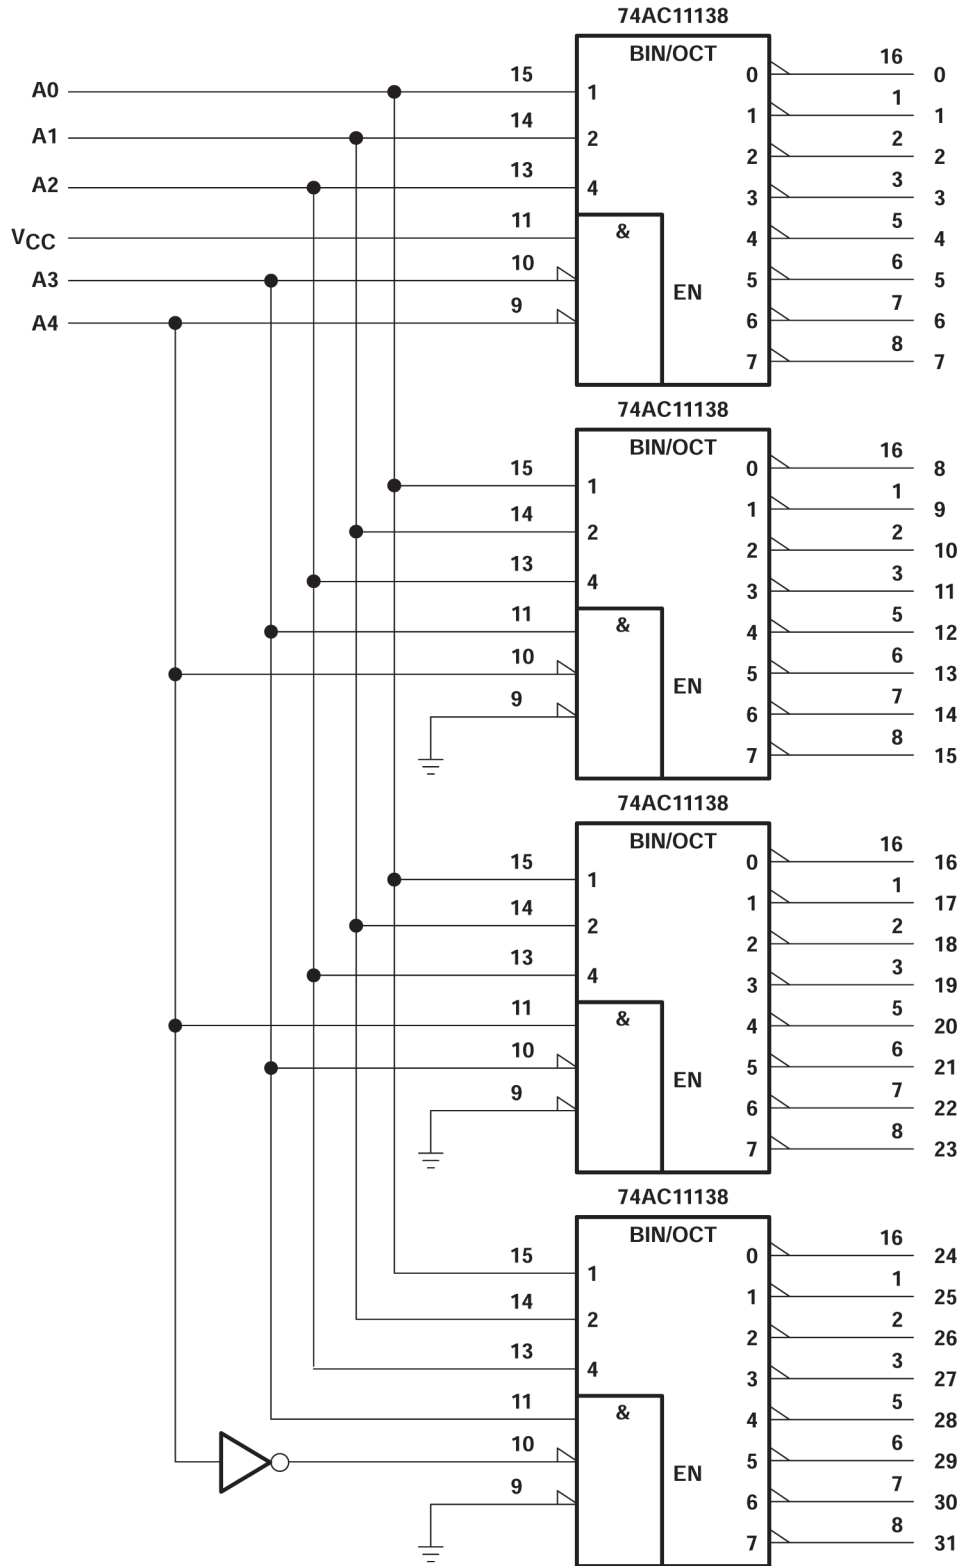 74AC11138
BIN/OCT
A0 15 1 0 16 0
A1 14 2 1 1 1
A2 13 4 2 2 2
3 3 3
VCC 11 & 4 5 4
A3 10 EN 5 6 5
A4 9 6 7 6
7 8 7
74AC11138
BIN/OCT
15 1 0 16 8
14 2 1 1 9
13 4 2 2 10
3 3 11
11 & 4 5 12
10 EN 5 6 13
9 6 7 14
7 8 15
74AC11138
BIN/OCT
15 1 0 16 16
14 2 1 1 17
13 4 2 2 18
3 3 19
11 & 4 5 20
10 EN 5 6 21
9 6 7 22
7 8 23
74AC11138
BIN/OCT
15 1 0 16 24
14 2 1 1 25
13 4 2 2 26
3 3 27
11 & 4 5 28
10 EN 5 6 29
9 6 7 30
7 8 31